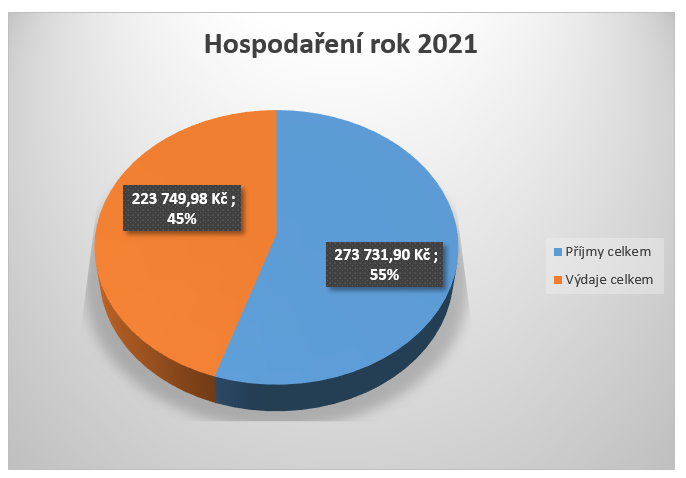 Hospodaření rok 2021
223 749,98 Kč ;
45%
273 731,90 Kč ;
55%
Příjmy celkem
Výdaje celkem